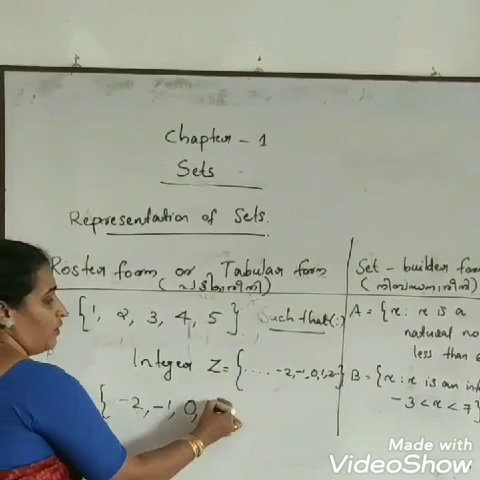 Chapter - 1
Sets
Representation of Sets.
Roster form or Tabular form
{1, 2, 3, 4, 5}
Such that (:)
Integer Z = {.... -2, -1, 0, 1, 2..}
{ -2, -1, 0,
Set - builder form
A = {x : x is a
natural no
less than
B = {x : x is an int
-3 < x < 7}
Made with
VideoShow